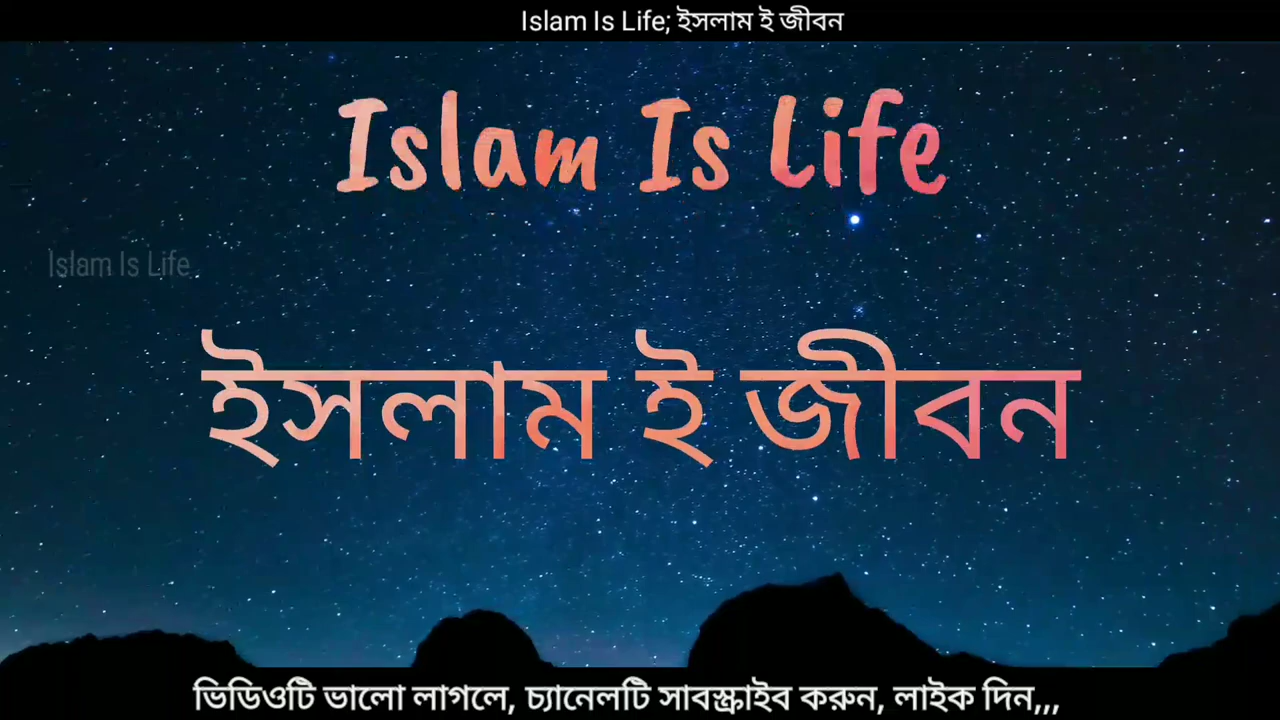 Islam Is Life; ইসলাম ই জীবন
Islam Is Life
Islam Is Life
ইসলাম ই জীবন
ভিডিওটি ভালো লাগলে, চ্যানেলটি সাবস্ক্রাইব করুন, লাইক দিন,,,